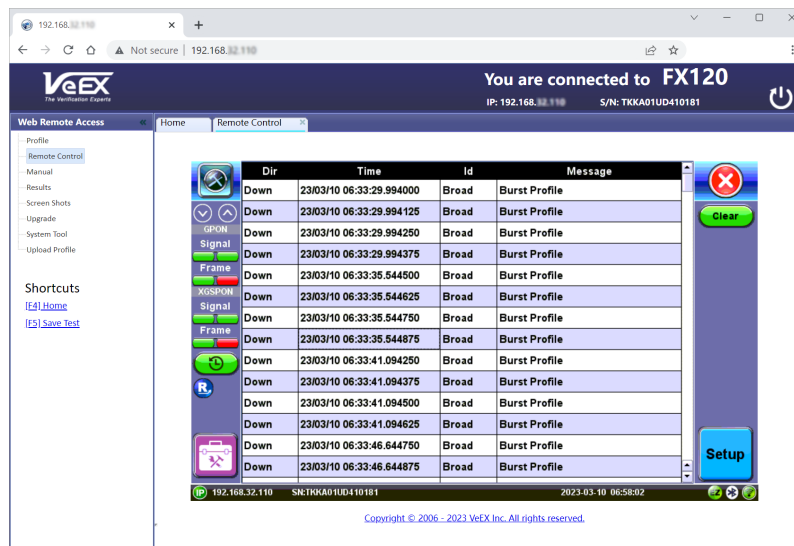 192.168.
Not secure 192.168.
VeEX
The Verification Experts
You are connected to FX120
IP: 192.168. S/N: TKKA01UD410181
Web Remote Access
Home Remote Control
Profile
Remote Control
Manual
Results
Screen Shots
Upgrade
System Tool
Upload Profile
Shortcuts
[F4] Home
[F5] Save Test
GPON
Signal
Frame
XGSPON
Signal
Frame
R
Dir Time Id Message
Down 23/03/10 06:33:29.994000 Broad Burst Profile
Down 23/03/10 06:33:29.994125 Broad Burst Profile
Down 23/03/10 06:33:29.994250 Broad Burst Profile
Down 23/03/10 06:33:29.994375 Broad Burst Profile
Down 23/03/10 06:33:35.544500 Broad Burst Profile
Down 23/03/10 06:33:35.544625 Broad Burst Profile
Down 23/03/10 06:33:35.544750 Broad Burst Profile
Down 23/03/10 06:33:35.544875 Broad Burst Profile
Down 23/03/10 06:33:41.094250 Broad Burst Profile
Down 23/03/10 06:33:41.094375 Broad Burst Profile
Down 23/03/10 06:33:41.094500 Broad Burst Profile
Down 23/03/10 06:33:41.094625 Broad Burst Profile
Down 23/03/10 06:33:46.644750 Broad Burst Profile
Down 23/03/10 06:33:46.644875 Broad Burst Profile
Clear
Setup
IP 192.168.32.110 SN:TKKA01UD410181 2023-03-10 06:58:02
Copyright © 2006 - 2023 VeEX Inc. All rights reserved.